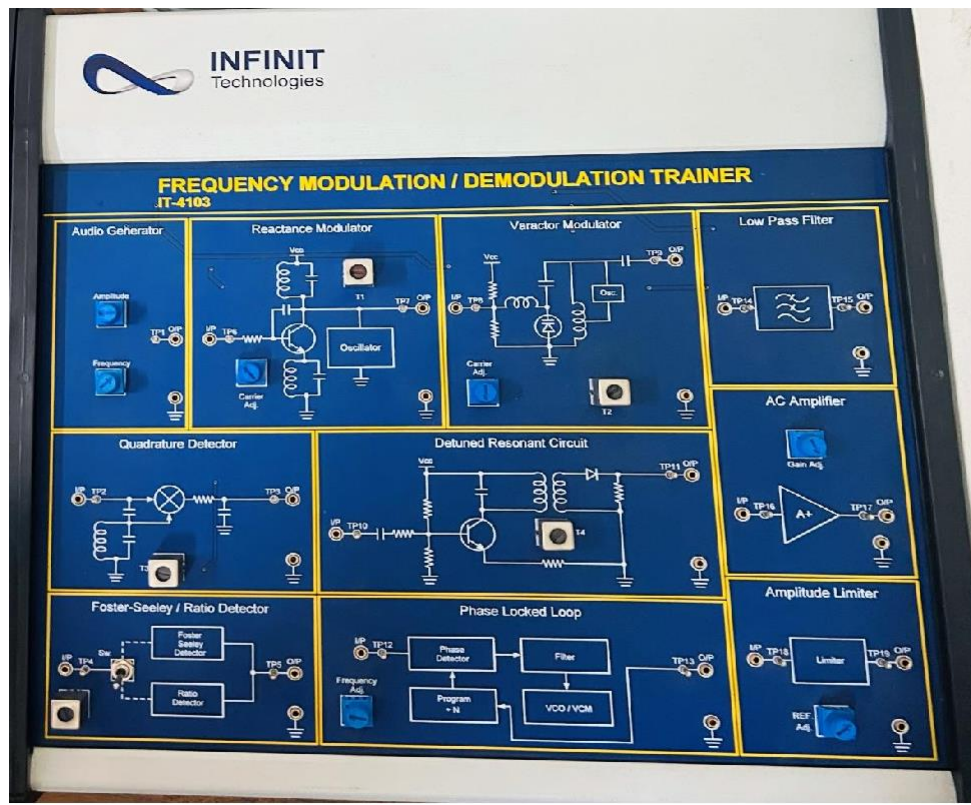 INFINIT
Technologies
FREQUENCY MODULATION / DEMODULATION TRAINER
IT-4103
Audio Generator
Amplitude
TP1 O/P
Frequency
Reactance Modulator
Vcc
T1
I/P TP6
TP7 O/P
Oscillator
Carrier
Adj.
Varactor Modulator
Vcc
TP9 O/P
I/P TP8
Osc.
Carrier
Adj.
T2
Low Pass Filter
I/P TP14
TP15 O/P
AC Amplifier
Gain Adj.
I/P TP16
A+
TP17 O/P
Quadrature Detector
I/P TP2
TP3 O/P
T3
Detuned Resonant Circuit
Vcc
TP11 O/P
I/P TP10
T4
Foster-Seeley / Ratio Detector
Sw.
Foster
Seeley
Detector
I/P TP4
TP5 O/P
Ratio
Detector
Phase Locked Loop
I/P TP12
Phase
Detector
Filter
TP13 O/P
Frequency
Adj.
Program
÷ N
VCO / VCM
Amplitude Limiter
I/P TP18
Limiter
TP19 O/P
REF.
Adj.